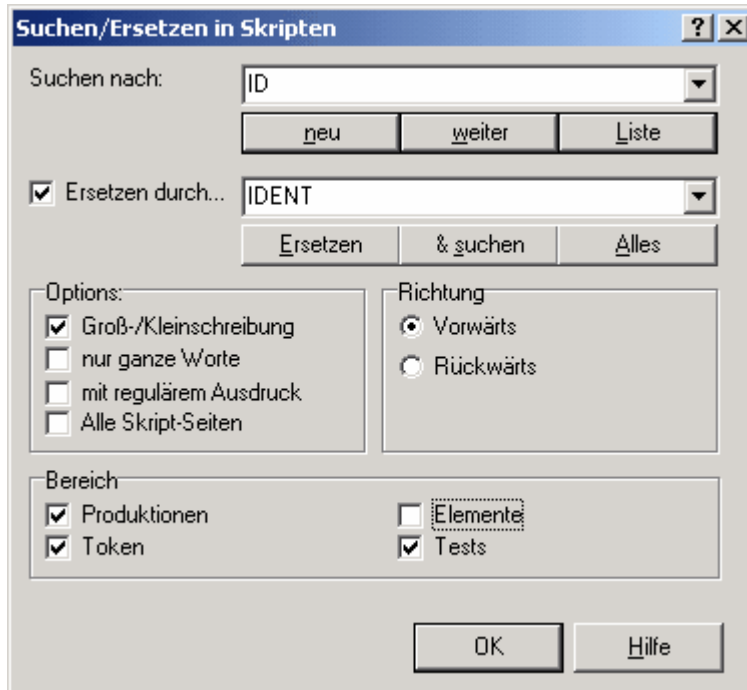 Suchen/Ersetzen in Skripten
Suchen nach: ID
neu weiter Liste
Ersetzen durch... IDENT
Ersetzen & suchen Alles
Options: Richtung
Groß-/Kleinschreibung Vorwärts
nur ganze Worte
Rückwärts
mit regulärem Ausdruck
Alle Skript-Seiten
Bereich
Produktionen Elemente
Token Tests
OK Hilfe